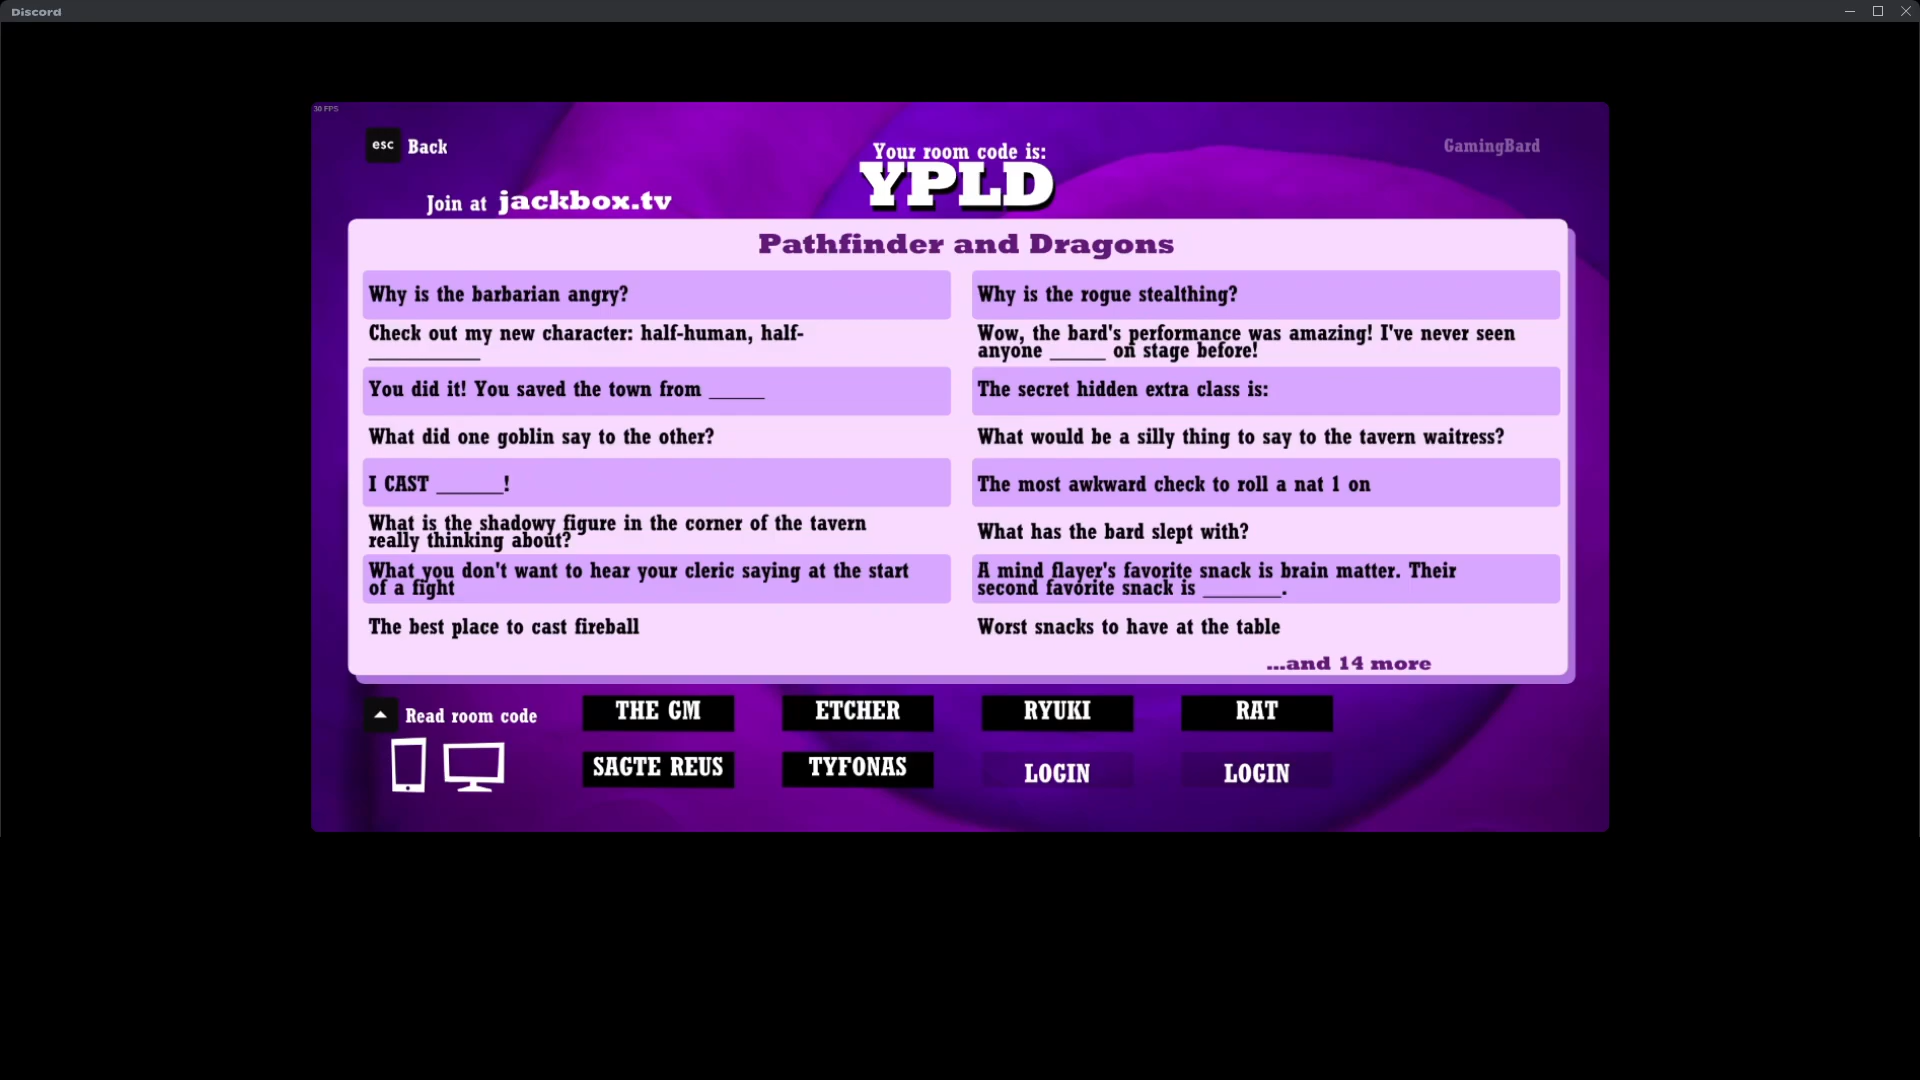 Discord
30 FPS
esc Back
Your room code is:
GamingBard
YPLD
Join at jackbox.tv
Pathfinder and Dragons
Why is the barbarian angry?
Why is the rogue stealthing?
Check out my new character: half-human, half-
__________
Wow, the bard's performance was amazing! I've never seen
anyone _____ on stage before!
You did it! You saved the town from _____
The secret hidden extra class is:
What did one goblin say to the other?
What would be a silly thing to say to the tavern waitress?
I CAST ______!
The most awkward check to roll a nat 1 on
What is the shadowy figure in the corner of the tavern
really thinking about?
What has the bard slept with?
What you don't want to hear your cleric saying at the start
of a fight
A mind flayer's favorite snack is brain matter. Their
second favorite snack is _______.
The best place to cast fireball
Worst snacks to have at the table
...and 14 more
Read room code
THE GM
ETCHER
RYUKI
RAT
SAGTE REUS
TYFONAS
LOGIN
LOGIN